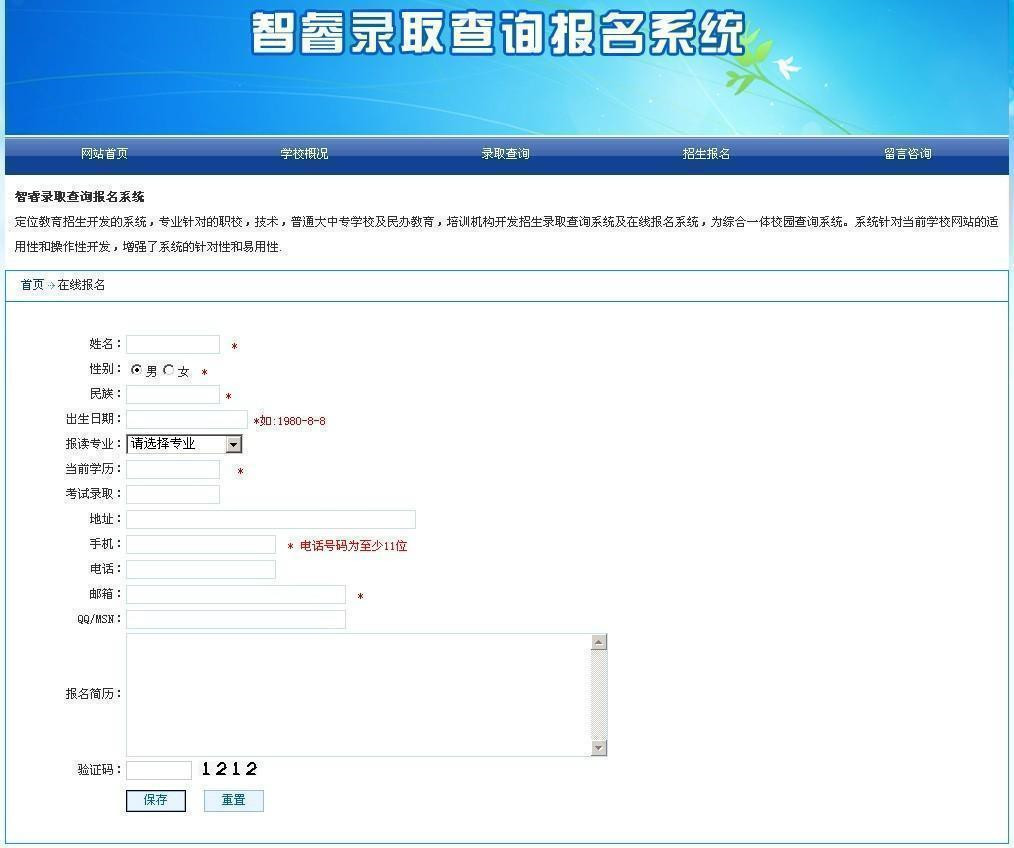 智睿录取查询报名系统
网站首页 学校概况 录取查询 招生报名 留言咨询
智睿录取查询报名系统
定位教育招生开发的系统，专业针对的职校，技术，普通大中专学校及民办教育，培训机构开发招生录取查询系统及在线报名系统，为综合一体校园查询系统。系统针对当前学校网站的适
用性和操作性开发，增强了系统的针对性和易用性.
首页→在线报名
姓名： *
性别： 男 女 *
民族： *
出生日期： *如:1980-8-8
报读专业： 请选择专业
当前学历： *
考试录取：
地址：
手机： * 电话号码为至少11位
电话：
邮箱： *
QQ/MSN：
报名简历：
验证码： 1212
保存 重置